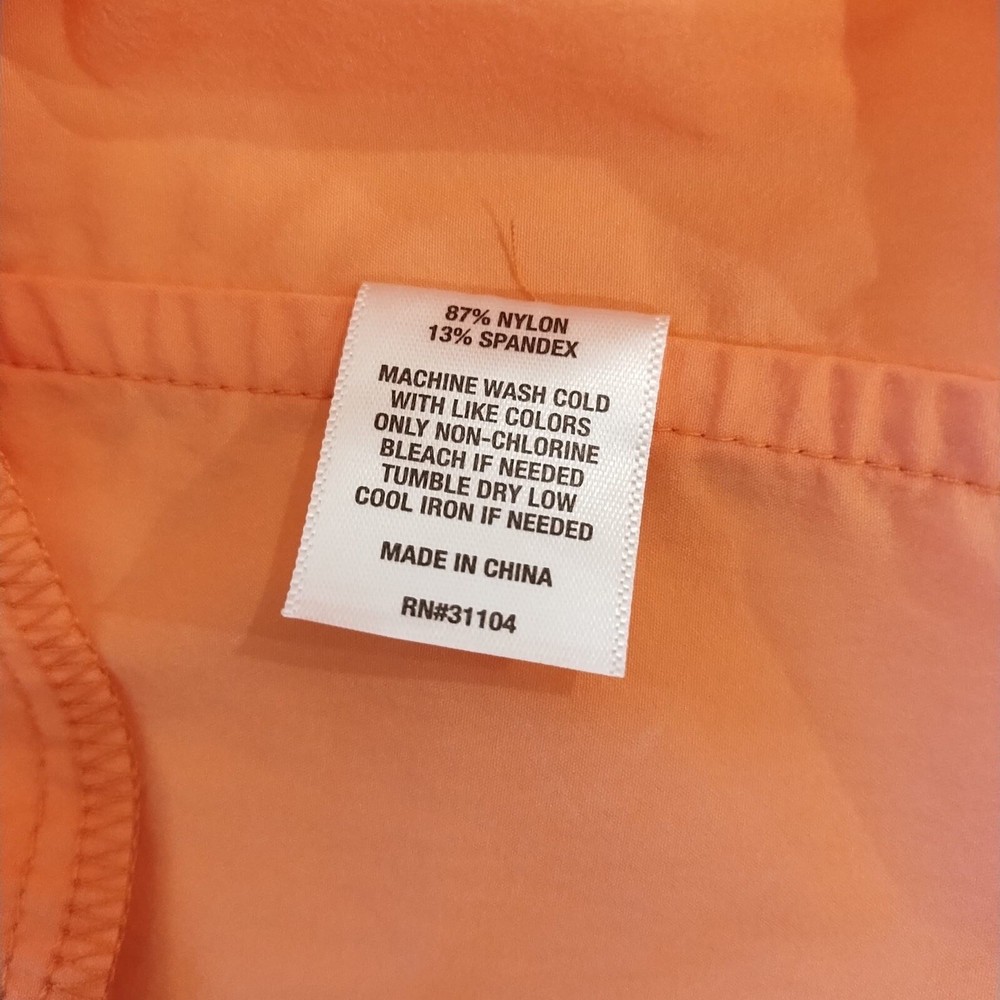 87% NYLON
13% SPANDEX
MACHINE WASH COLD
WITH LIKE COLORS
ONLY NON-CHLORINE
BLEACH IF NEEDED
TUMBLE DRY LOW
COOL IRON IF NEEDED
MADE IN CHINA
RN#31104